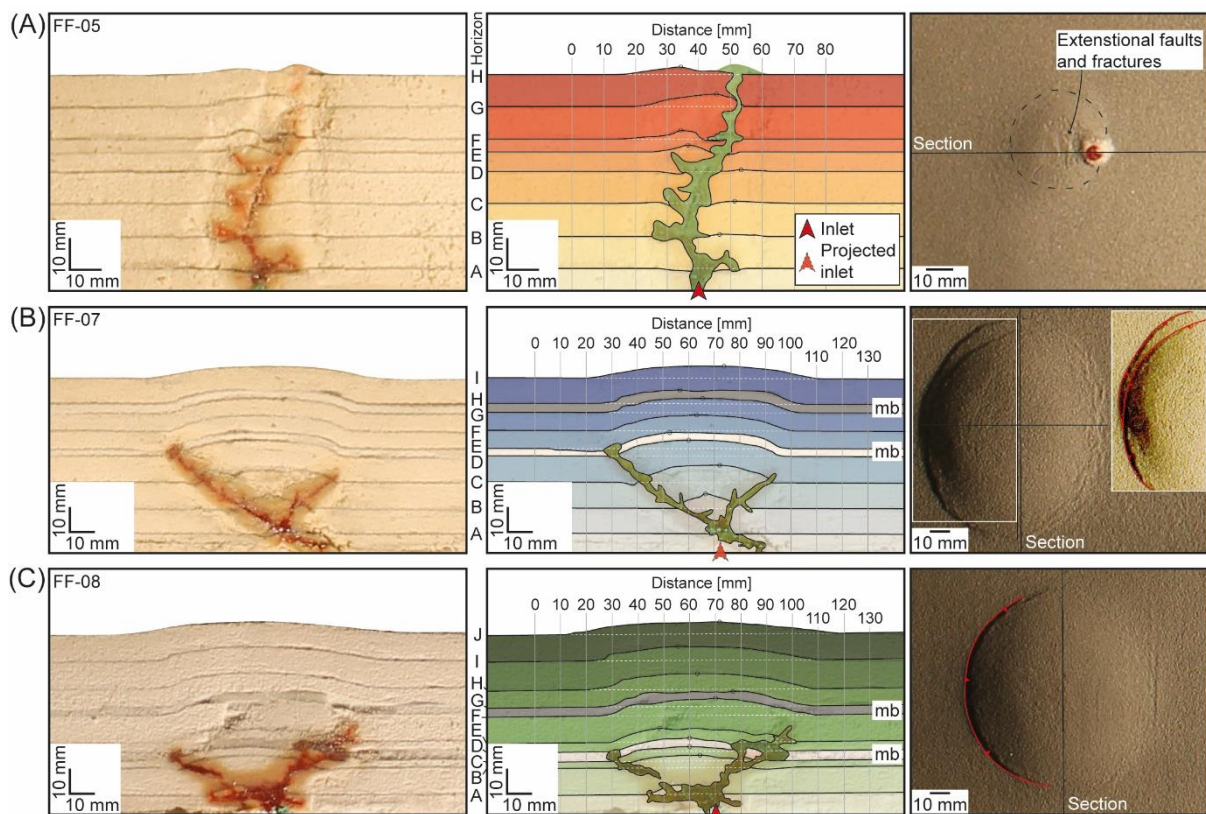 (A)
FF-05
10 mm
10 mm
Horizon
H
G
F
E
D
C
B
A
Distance [mm]
0 10 20 30 40 50 60 70 80
Inlet
Projected
inlet
10 mm
10 mm
Extenstional faults
and fractures
Section
10 mm
(B)
FF-07
10 mm
10 mm
I
H
G
F
E
D
C
B
A
Distance [mm]
0 10 20 30 40 50 60 70 80 90 100 110 120 130
mb
mb
10 mm
10 mm
10 mm
Section
(C)
FF-08
10 mm
10 mm
J
I
H
G
F
E
D
C
B
A
Distance [mm]
0 10 20 30 40 50 60 70 80 90 100 110 120 130
mb
mb
10 mm
10 mm
10 mm
Section